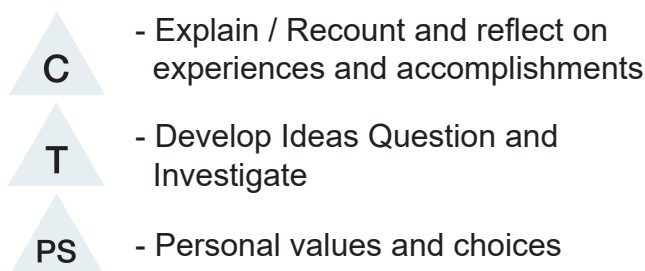 - Explain / Recount and reflect on
C
experiences and accomplishments
- Develop Ideas Question and
T
Investigate
PS
- Personal values and choices